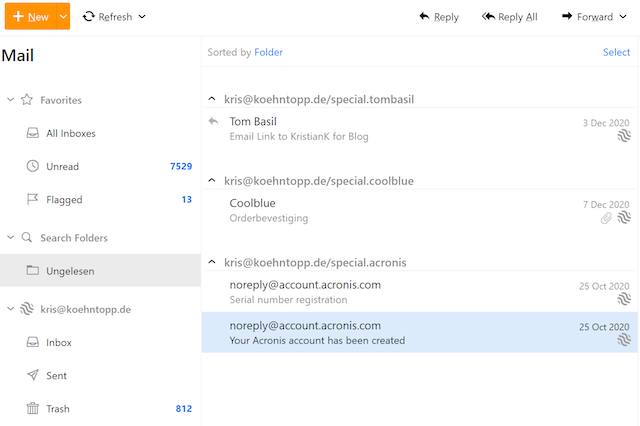 New
Refresh
Reply
Reply All
Forward
Mail
Favorites
All Inboxes
Unread 7529
Flagged 13
Search Folders
Ungelesen
kris@koehntopp.de
Inbox
Sent
Trash 812
Sorted by Folder
Select
kris@koehntopp.de/special.tombasil
Tom Basil 3 Dec 2020
Email Link to KristianK for Blog
kris@koehntopp.de/special.coolblue
Coolblue 7 Dec 2020
Orderbevestiging
kris@koehntopp.de/special.acronis
noreply@account.acronis.com 25 Oct 2020
Serial number registration
noreply@account.acronis.com 25 Oct 2020
Your Acronis account has been created